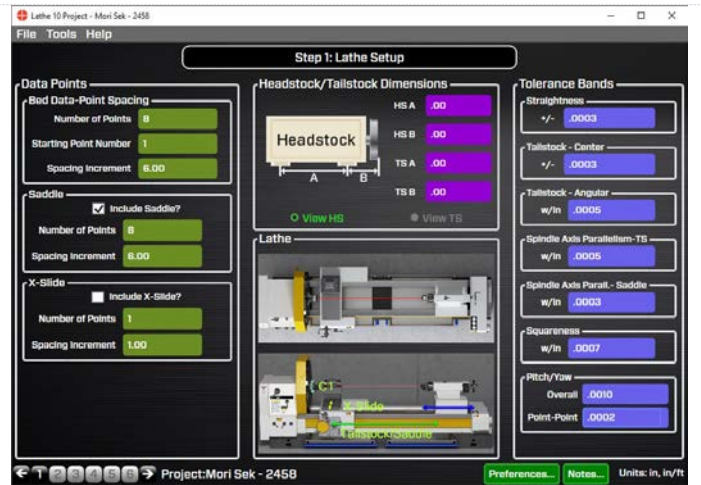 Lathe 10 Project - Mori Sek - 2458
File Tools Help
Step 1: Lathe Setup
Data Points
Bed Data-Point Spacing
Number of Points 8
Starting Point Number 1
Spacing Increment 6.00
Saddle
Include Saddle?
Number of Points 8
Spacing Increment 6.00
X-Slide
Include X-Slide?
Number of Points 1
Spacing Increment 1.00
Headstock/Tailstock Dimensions
Headstock
A B
HS A .00
HS B .00
TS A .00
TS B .00
View HS View TS
Lathe
C1
X-Slide
Tailstock/Saddle
Tolerance Bands
Straightness
+/- .0003
Tailstock - Center
+/- .0003
Tailstock - Angular
w/in .0005
Spindle Axis Parallelism-TS
w/in .0005
Spindle Axis Parall.- Saddle
w/in .0003
Squareness
w/in .0007
Pitch/Yaw
Overall .0010
Point-Point .0002
1 2 3 4 5 6 Project:Mori Sek - 2458
Preferences... Notes... Units: in, in/ft